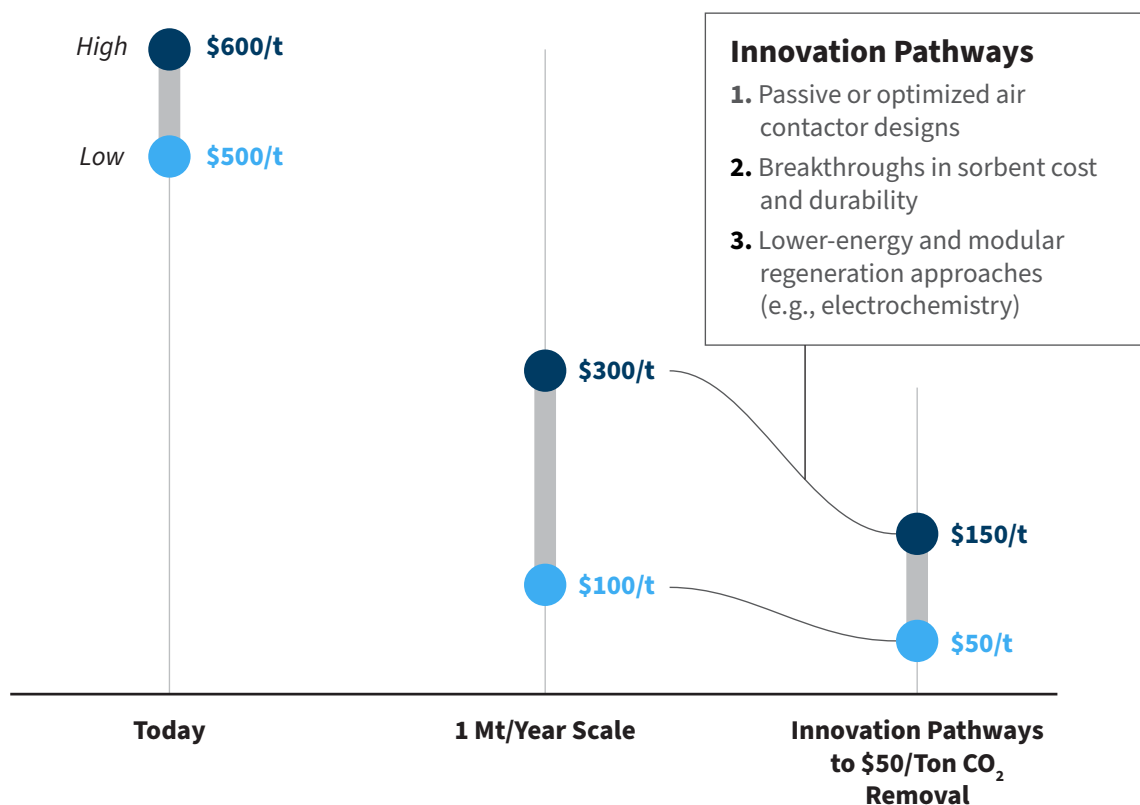 High
$600/t
Low
$500/t
Innovation Pathways
1. Passive or optimized air
contactor designs
2. Breakthroughs in sorbent cost
and durability
3. Lower-energy and modular
regeneration approaches
(e.g., electrochemistry)
$300/t
$100/t
$150/t
$50/t
Today
1 Mt/Year Scale
Innovation Pathways
to $50/Ton CO₂
Removal